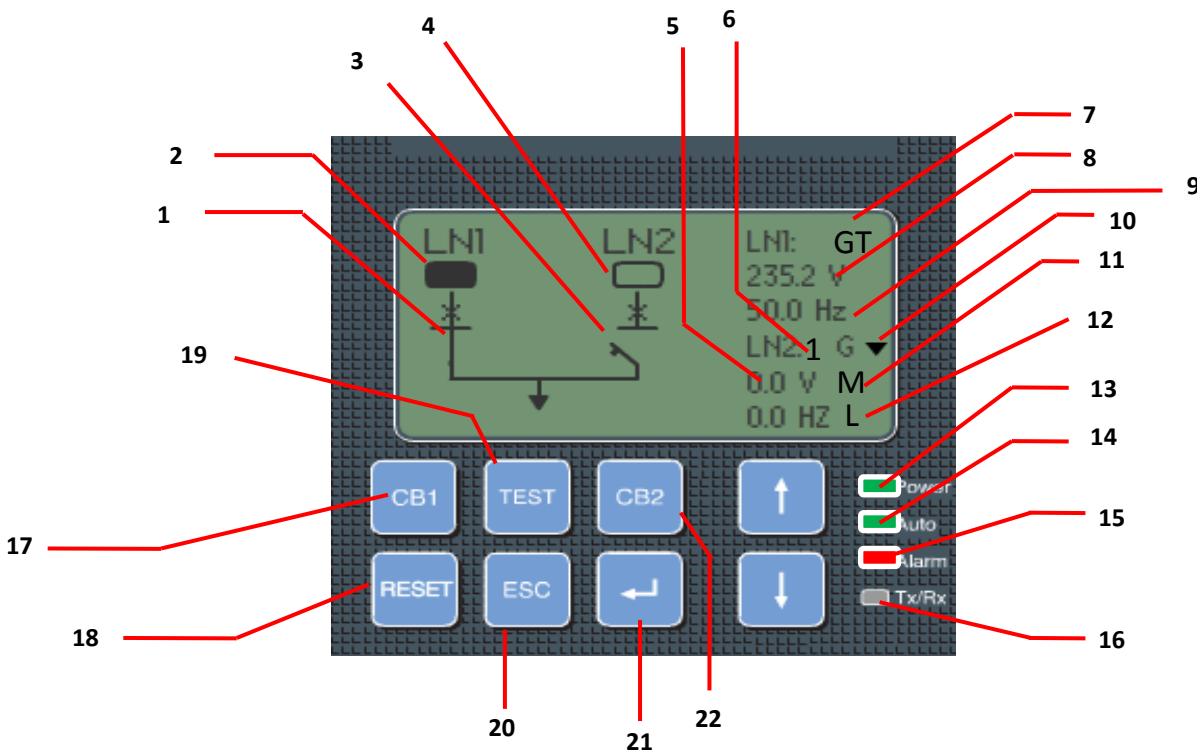 5
6
4
3
7
8
2
9
1
10
11
LN1
LN2
LN1:
GT
235.2 V
50.0 Hz
12
LN2: 1 G
19
0.0 V M
0.0 HZ L
13
14
CB1
TEST
CB2
↑
Power
Auto
15
17
Alarm
RESET
ESC
↵
↓
Tx/Rx
18
16
22
20
21